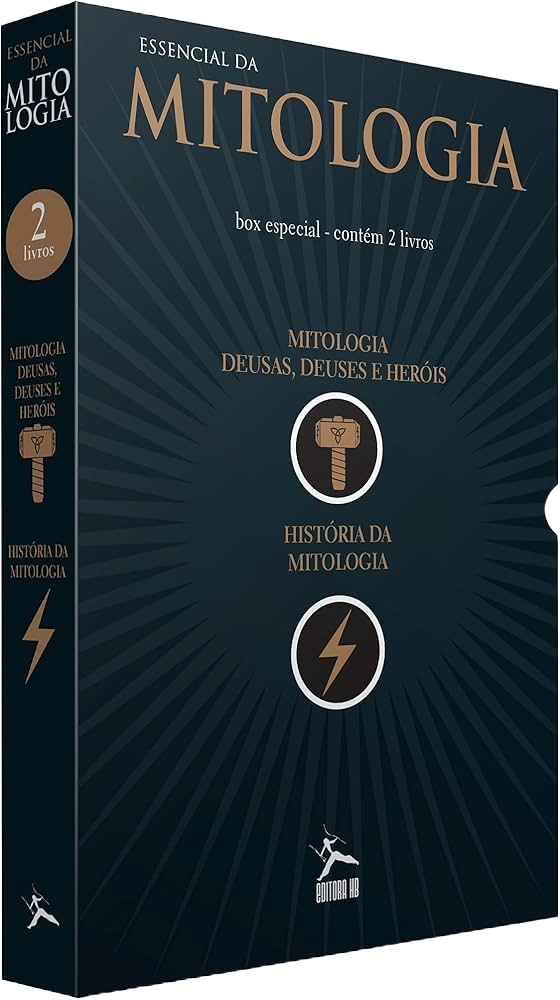 ESSENCIAL
DA
MITO
LOGIA
2
livros
MITOLOGIA
DEUSAS,
DEUSES E
HERÓIS
HISTÓRIA DA
MITOLOGIA
ESSENCIAL DA
MITOLOGIA
box especial - contém 2 livros
MITOLOGIA
DEUSAS, DEUSES E HERÓIS
HISTÓRIA DA
MITOLOGIA
EDITORA HB